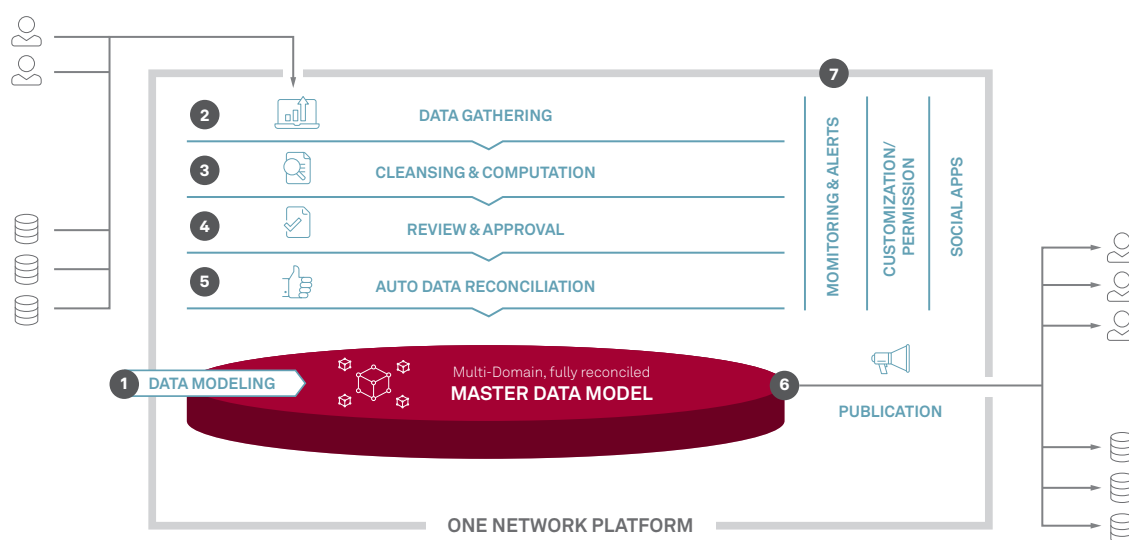 7
2
DATA GATHERING
3
CLEANSING & COMPUTATION
4
REVIEW & APPROVAL
5
AUTO DATA RECONCILIATION
MOMITORING & ALERTS
CUSTOMIZATION/
PERMISSION
SOCIAL APPS
1
DATA MODELING
Multi-Domain, fully reconciled
MASTER DATA MODEL
6
PUBLICATION
ONE NETWORK PLATFORM